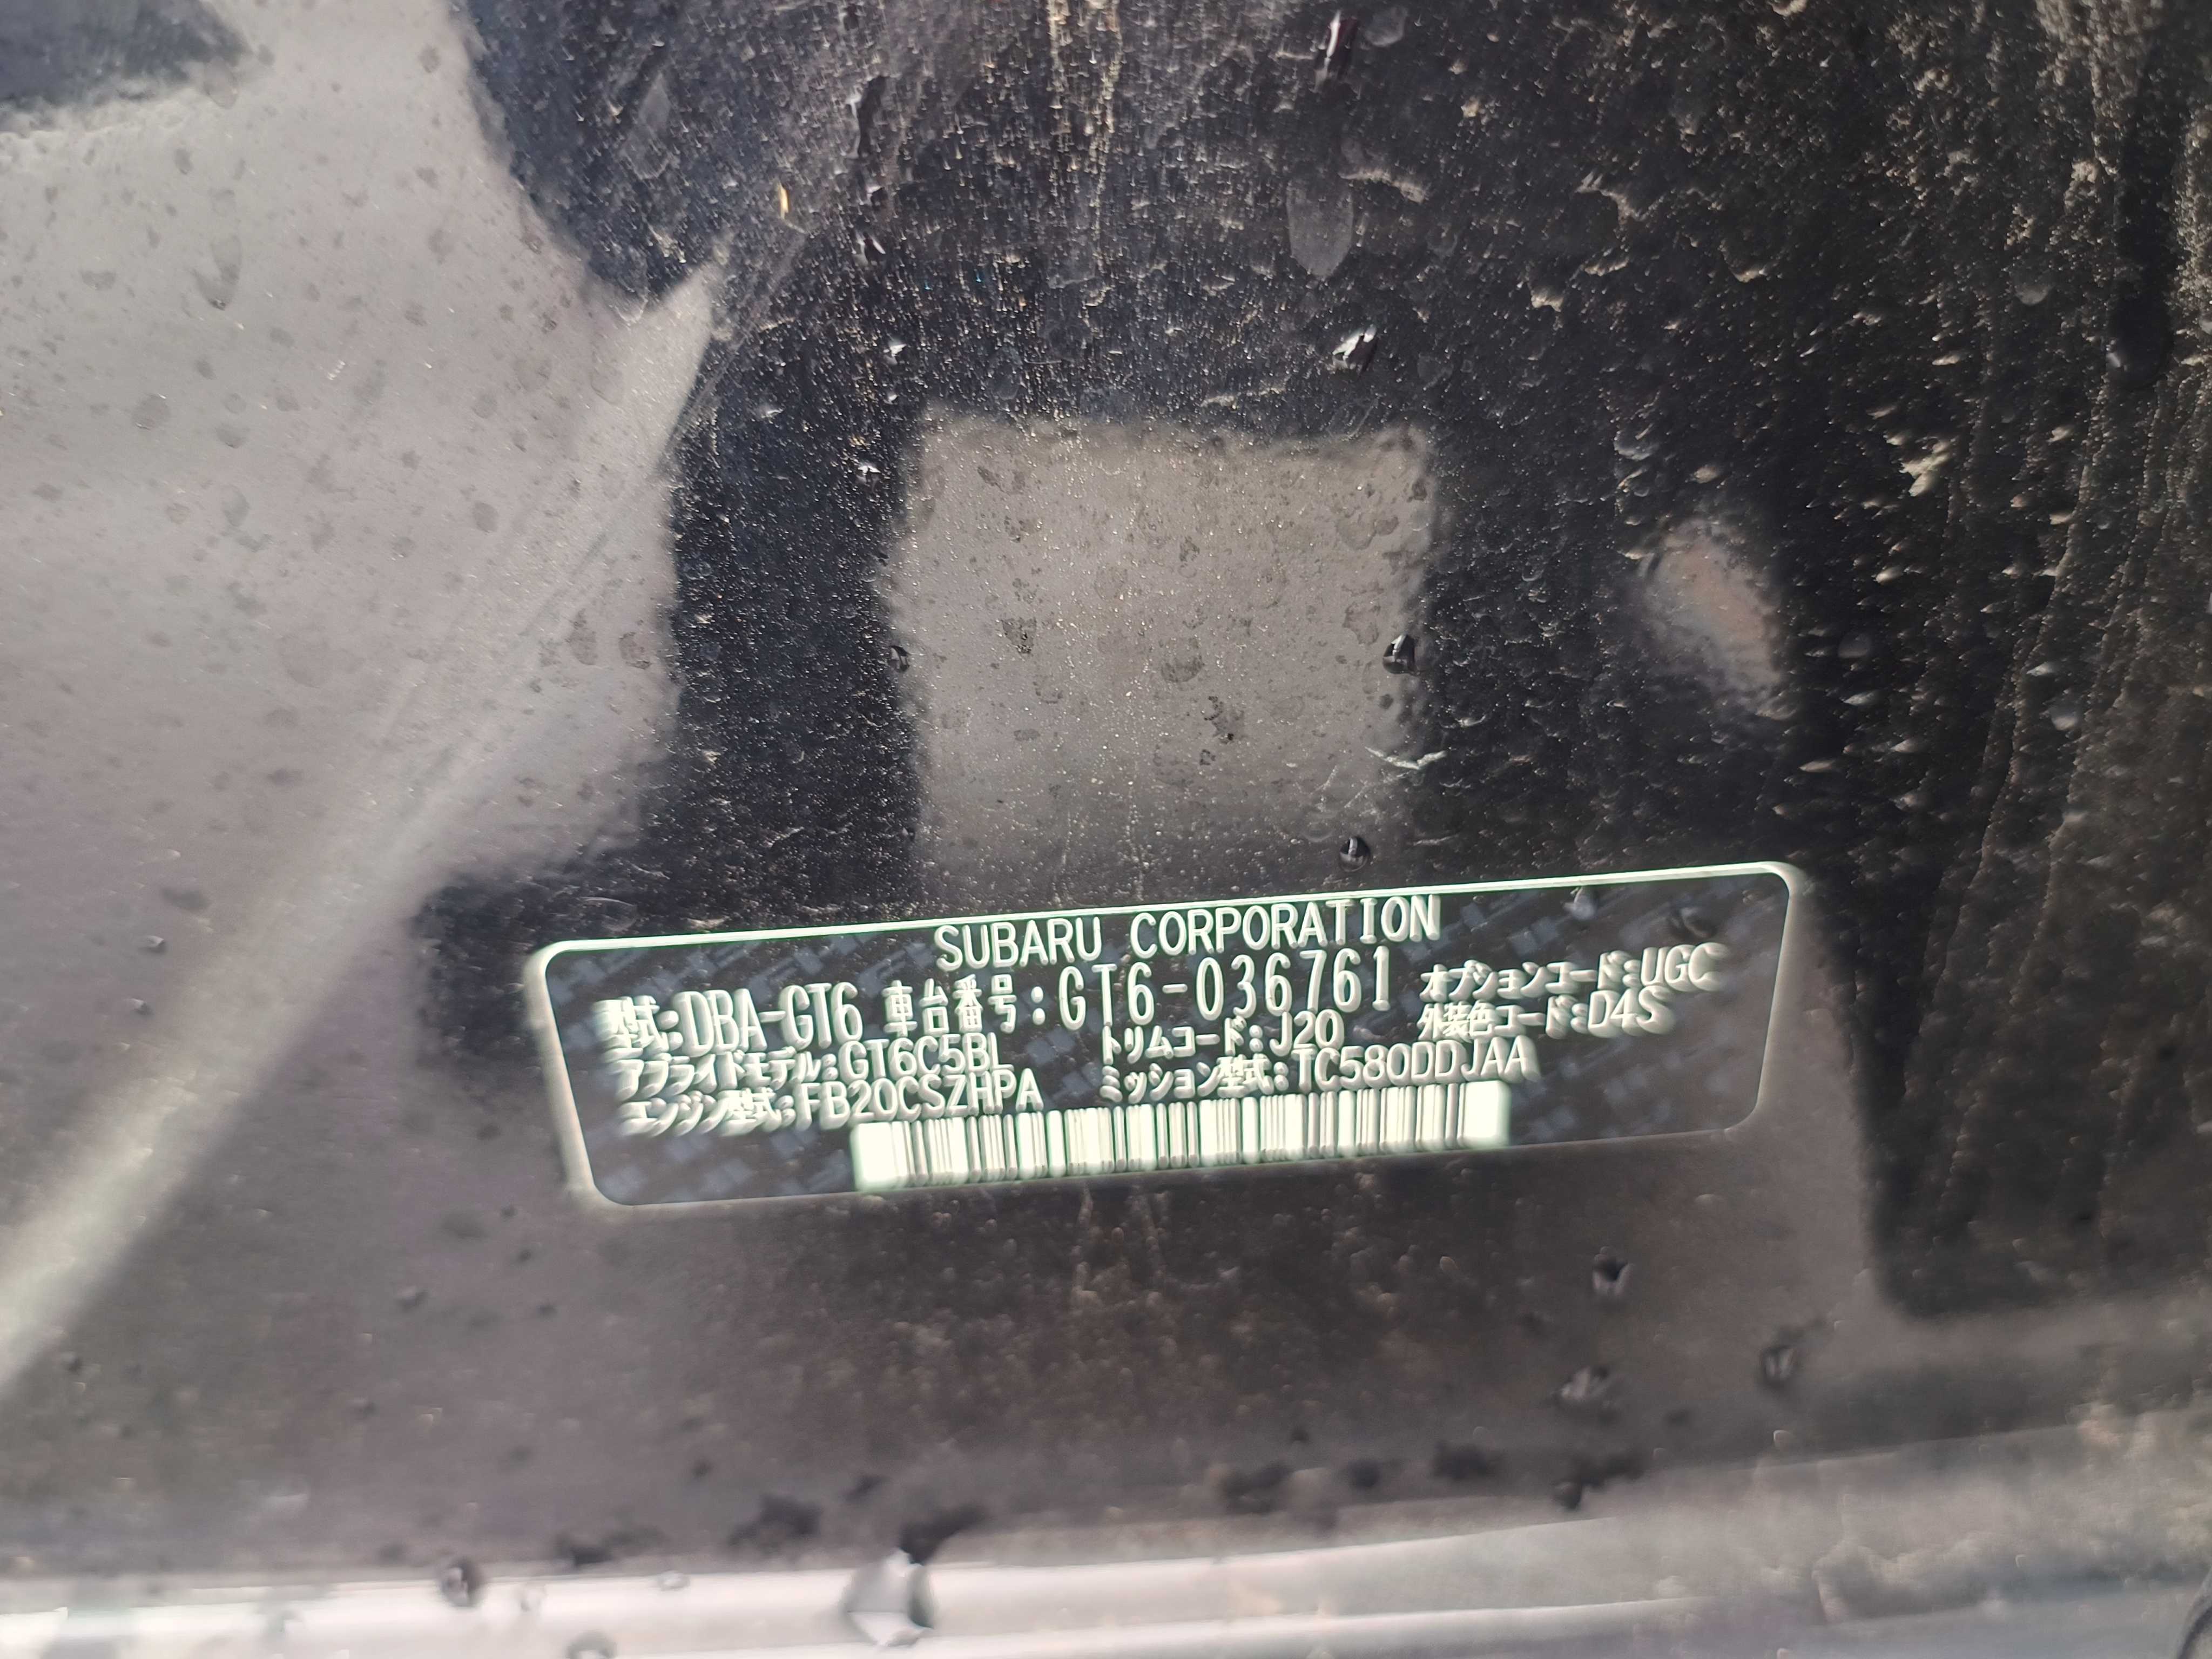 SUBARU CORPORATION
型式:DBA-GT6 車台番号:GT6-036761 オプションコード:UGC
アプライドモデル:GT6C5BL トリムコード:J20 外装色コード:D4S
エンジン型式:FB20CSZHPA ミッション型式:TC580DDJAA